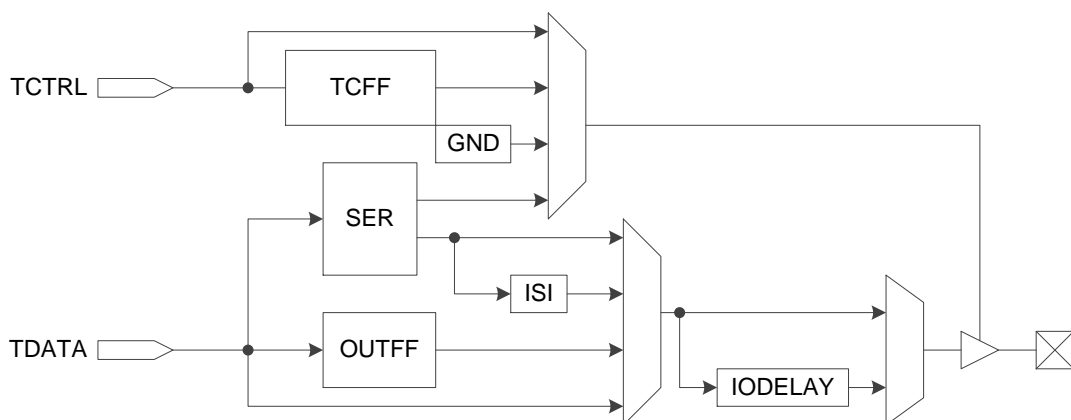 TCTRL
TCFF
GND
SER
ISI
TDATA
OUTFF
IODELAY